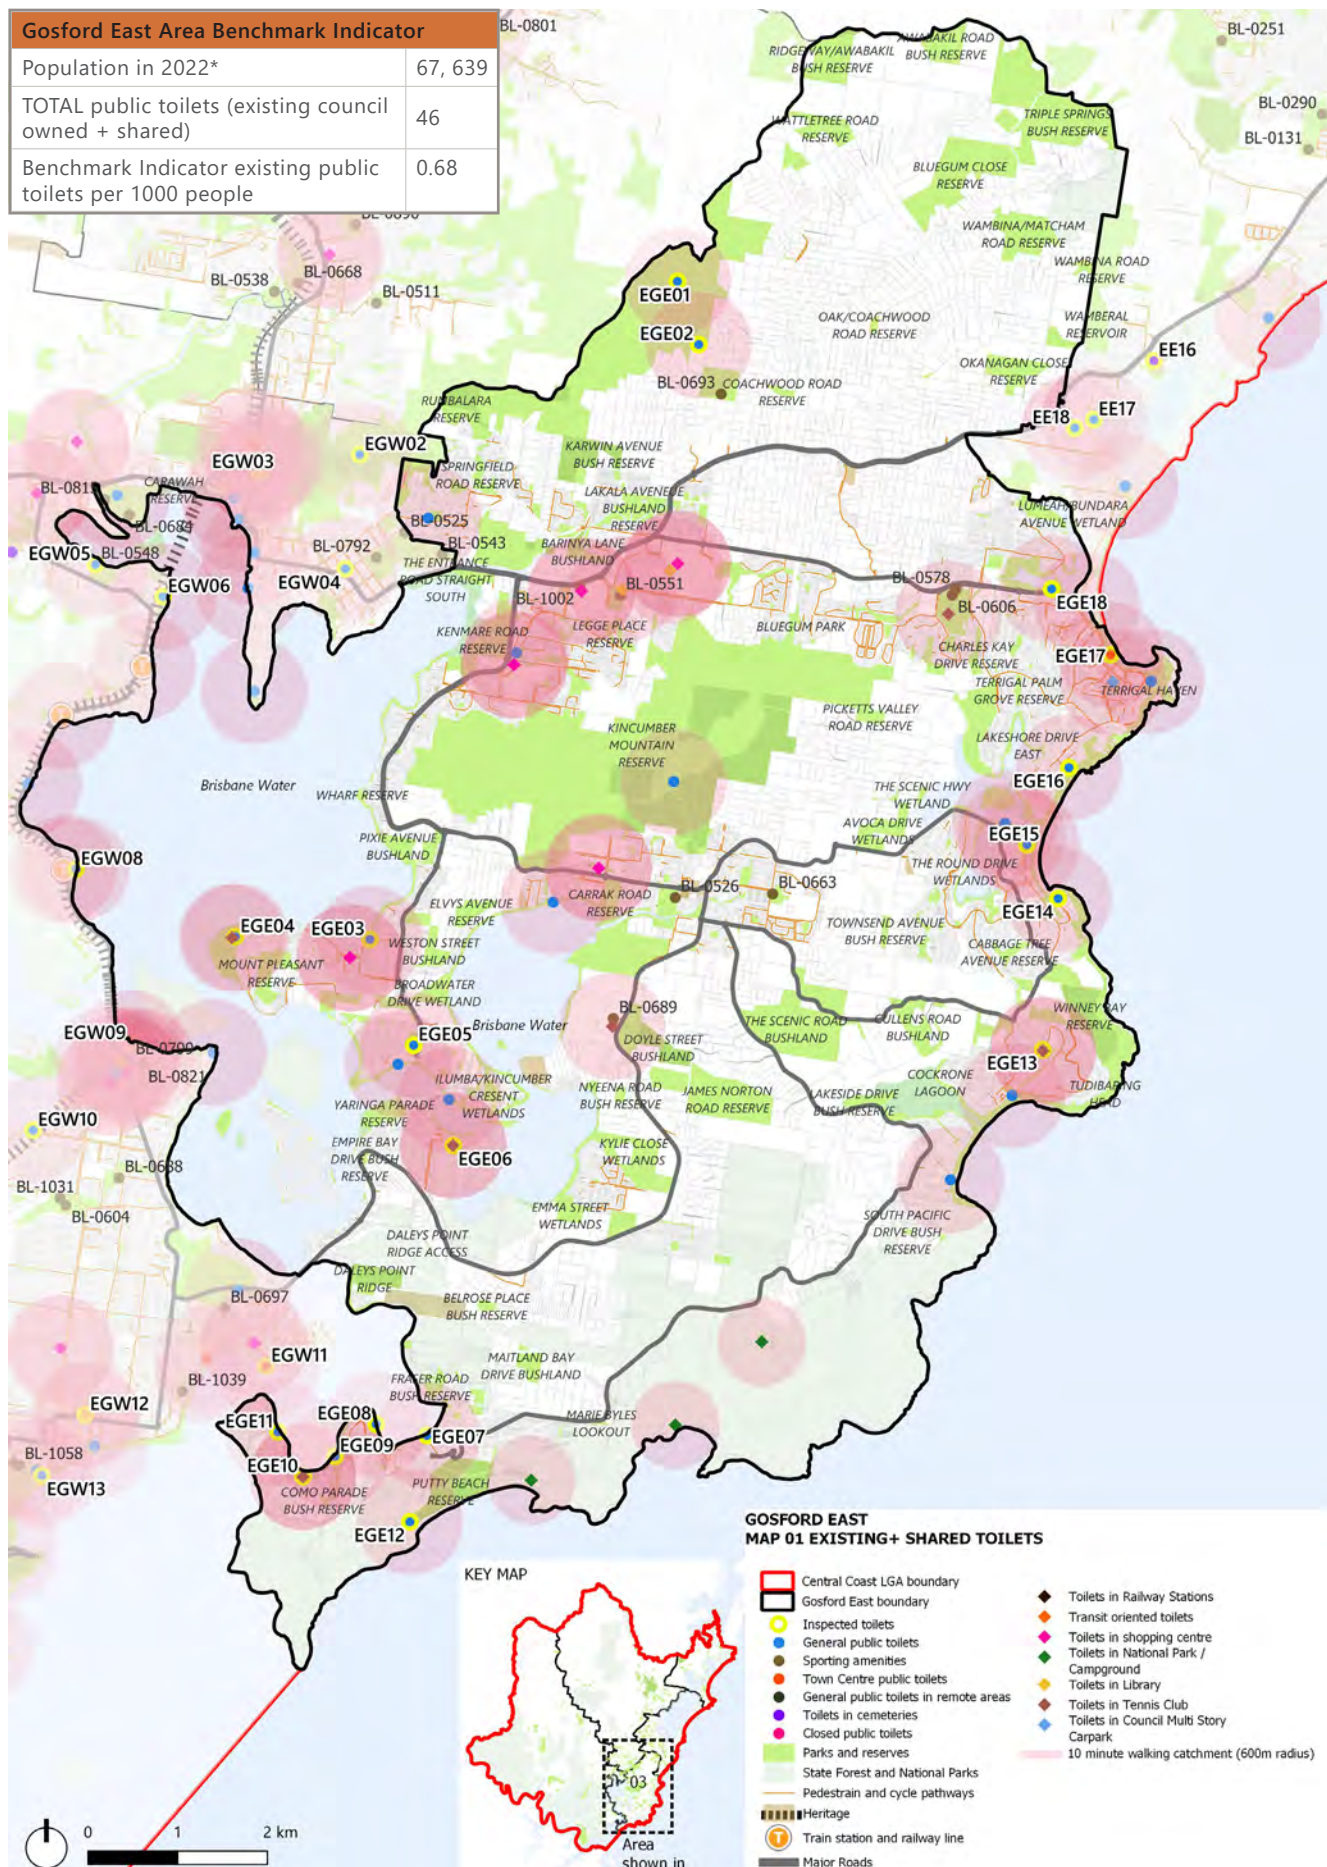 Gosford East Area Benchmark Indicator
Population in 2022*
67, 639
TOTAL public toilets (existing council
owned + shared)
46
Benchmark Indicator existing public
toilets per 1000 people
0.68
BL-0801
BL-0251
BL-0290
BL-0131
RIDGEWAY/AWABAKIL
BUSH RESERVE
AWABAKIL ROAD
BUSH RESERVE
WATTLETREE ROAD
RESERVE
TRIPLE SPRINGS
BUSH RESERVE
BLUEGUM CLOSE
RESERVE
WAMBINA/MATCHAM
ROAD RESERVE
WAMBINA ROAD
RESERVE
BL-0668
BL-0538
BL-0511
EGE01
EGE02
OAK/COACHWOOD
ROAD RESERVE
WAMBERAL
RESERVOIR
OKANAGAN CLOSE
RESERVE
EE16
BL-0693
COACHWOOD ROAD
RESERVE
RUMBALARA
RESERVE
EE18
EE17
EGW02
EGW03
KARWIN AVENUE
BUSH RESERVE
SPRINGFIELD
ROAD RESERVE
CARAWAH
RESERVE
LAKALA AVENEUE
BUSHLAND
RESERVE
LUMEAH/BUNDARA
AVENUE WETLAND
BL-0684
BL-0525
BL-0543
BARINYA LANE
BUSHLAND
EGW05
BL-0548
BL-0792
THE ENTRANCE
ROAD STRAIGHT
SOUTH
EGW06
EGW04
BL-1002
BL-0551
BL-0578
BL-0606
EGE18
KENMARE ROAD
RESERVE
LEGGE PLACE
RESERVE
BLUEGUM PARK
CHARLES KAY
DRIVE RESERVE
EGE17
TERRIGAL PALM
GROVE RESERVE
TERRIGAL HAVEN
PICKETTS VALLEY
ROAD RESERVE
KINCUMBER
MOUNTAIN
RESERVE
LAKESHORE DRIVE
EAST
EGE16
Brisbane Water
WHARF RESERVE
THE SCENIC HWY
WETLAND
AVOCA DRIVE
WETLANDS
EGE15
PIXIE AVENUE
BUSHLAND
EGW08
THE ROUND DRIVE
WETLANDS
BL-0526
BL-0663
CARRAK ROAD
RESERVE
ELVYS AVENUE
RESERVE
EGE14
EGE04
EGE03
TOWNSEND AVENUE
BUSH RESERVE
CABBAGE TREE
AVENUE RESERVE
WESTON STREET
BUSHLAND
MOUNT PLEASANT
RESERVE
BROADWATER
DRIVE WETLAND
BL-0689
EGW09
EGE05
Brisbane Water
DOYLE STREET
BUSHLAND
THE SCENIC ROAD
BUSHLAND
CULLENS ROAD
BUSHLAND
WINNEY BAY
RESERVE
EGE13
BL-0799
BL-0821
ILUMBA/KINCUMBER
CRESENT
WETLANDS
COCKRONE
LAGOON
TUDIBARING
HEAD
NYEENA ROAD
BUSH RESERVE
JAMES NORTON
ROAD RESERVE
LAKESIDE DRIVE
BUSH RESERVE
YARINGA PARADE
RESERVE
EGW10
EMPIRE BAY
DRIVE BUSH
RESERVE
EGE06
KYLIE CLOSE
WETLANDS
BL-0688
BL-1031
BL-0604
EMMA STREET
WETLANDS
SOUTH PACIFIC
DRIVE BUSH
RESERVE
DALEYS POINT
RIDGE ACCESS
DALEYS POINT
RIDGE
BL-0697
BELROSE PLACE
BUSH RESERVE
EGW11
MAITLAND BAY
DRIVE BUSHLAND
BL-1039
FRASER ROAD
BUSH RESERVE
EGW12
EGE11
EGE08
MARIE BYLES
LOOKOUT
EGE07
EGE09
BL-1058
EGE10
EGW13
COMO PARADE
BUSH RESERVE
PUTTY BEACH
RESERVE
EGE12
GOSFORD EAST
MAP 01 EXISTING+ SHARED TOILETS
KEY MAP
03
Area
shown in
Central Coast LGA boundary
Gosford East boundary
Inspected toilets
General public toilets
Sporting amenities
Town Centre public toilets
General public toilets in remote areas
Toilets in cemeteries
Closed public toilets
Parks and reserves
State Forest and National Parks
Pedestrain and cycle pathways
Heritage
T
Train station and railway line
Major Roads
Toilets in Railway Stations
Transit oriented toilets
Toilets in shopping centre
Toilets in National Park /
Campground
Toilets in Library
Toilets in Tennis Club
Toilets in Council Multi Story
Carpark
10 minute walking catchment (600m radius)
0 1 2 km